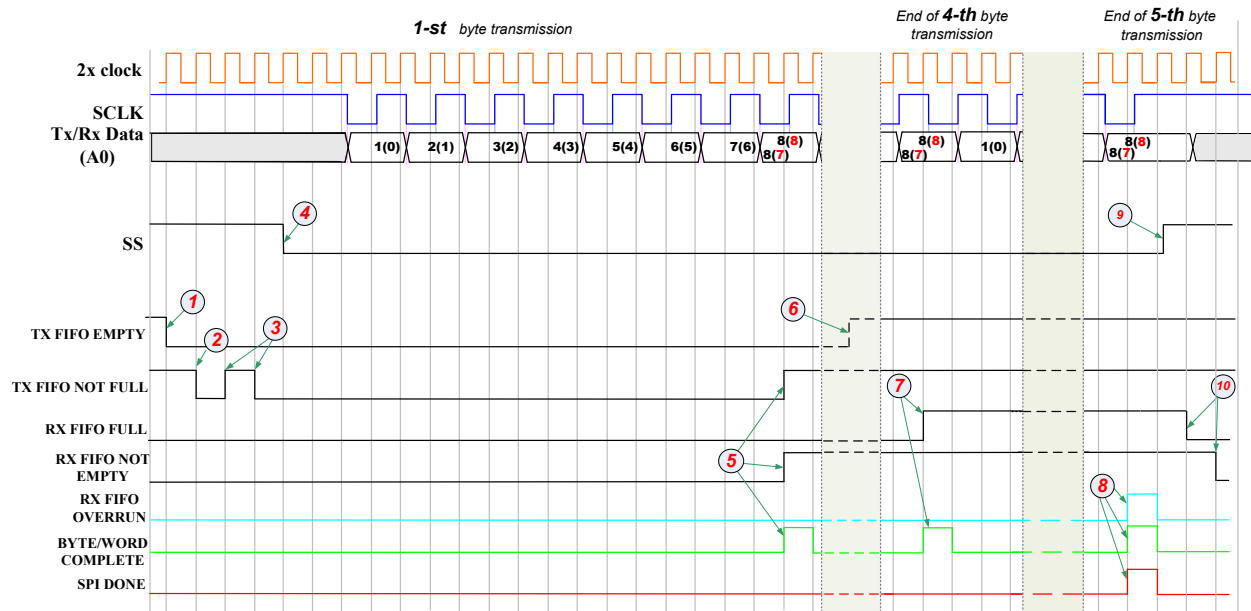 1-st byte transmission
End of 4-th byte
transmission
End of 5-th byte
transmission
2x clock
SCLK
Tx/Rx Data
(A0)
1(0)
2(1)
3(2)
4(3)
5(4)
6(5)
7(6)
8(8)
8(7)
8(8)
8(7)
1(0)
8(8)
8(7)
4
9
SS
1
6
TX FIFO EMPTY
2
3
TX FIFO NOT FULL
7
10
RX FIFO FULL
5
RX FIFO NOT
EMPTY
8
RX FIFO
OVERRUN
BYTE/WORD
COMPLETE
SPI DONE